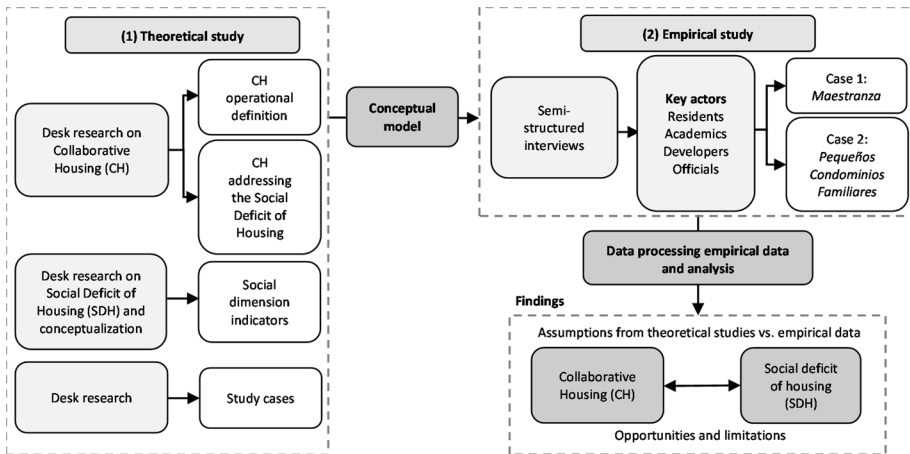 (1) Theoretical study
Desk research on
Collaborative
Housing (CH)
CH
operational
definition
CH
addressing
the Social
Deficit of
Housing
Desk research on
Social Deficit of
Housing (SDH) and
conceptualization
Social
dimension
indicators
Desk research
Study cases
Conceptual
model
(2) Empirical study
Semi-
structured
interviews
Key actors
Residents
Academics
Developers
Officials
Case 1:
Maestranza
Case 2:
Pequeños
Condominios
Familiares
Data processing empirical data
and analysis
Findings
Assumptions from theoretical studies vs. empirical data
Collaborative
Housing (CH)
Social deficit
of housing
(SDH)
Opportunities and limitations